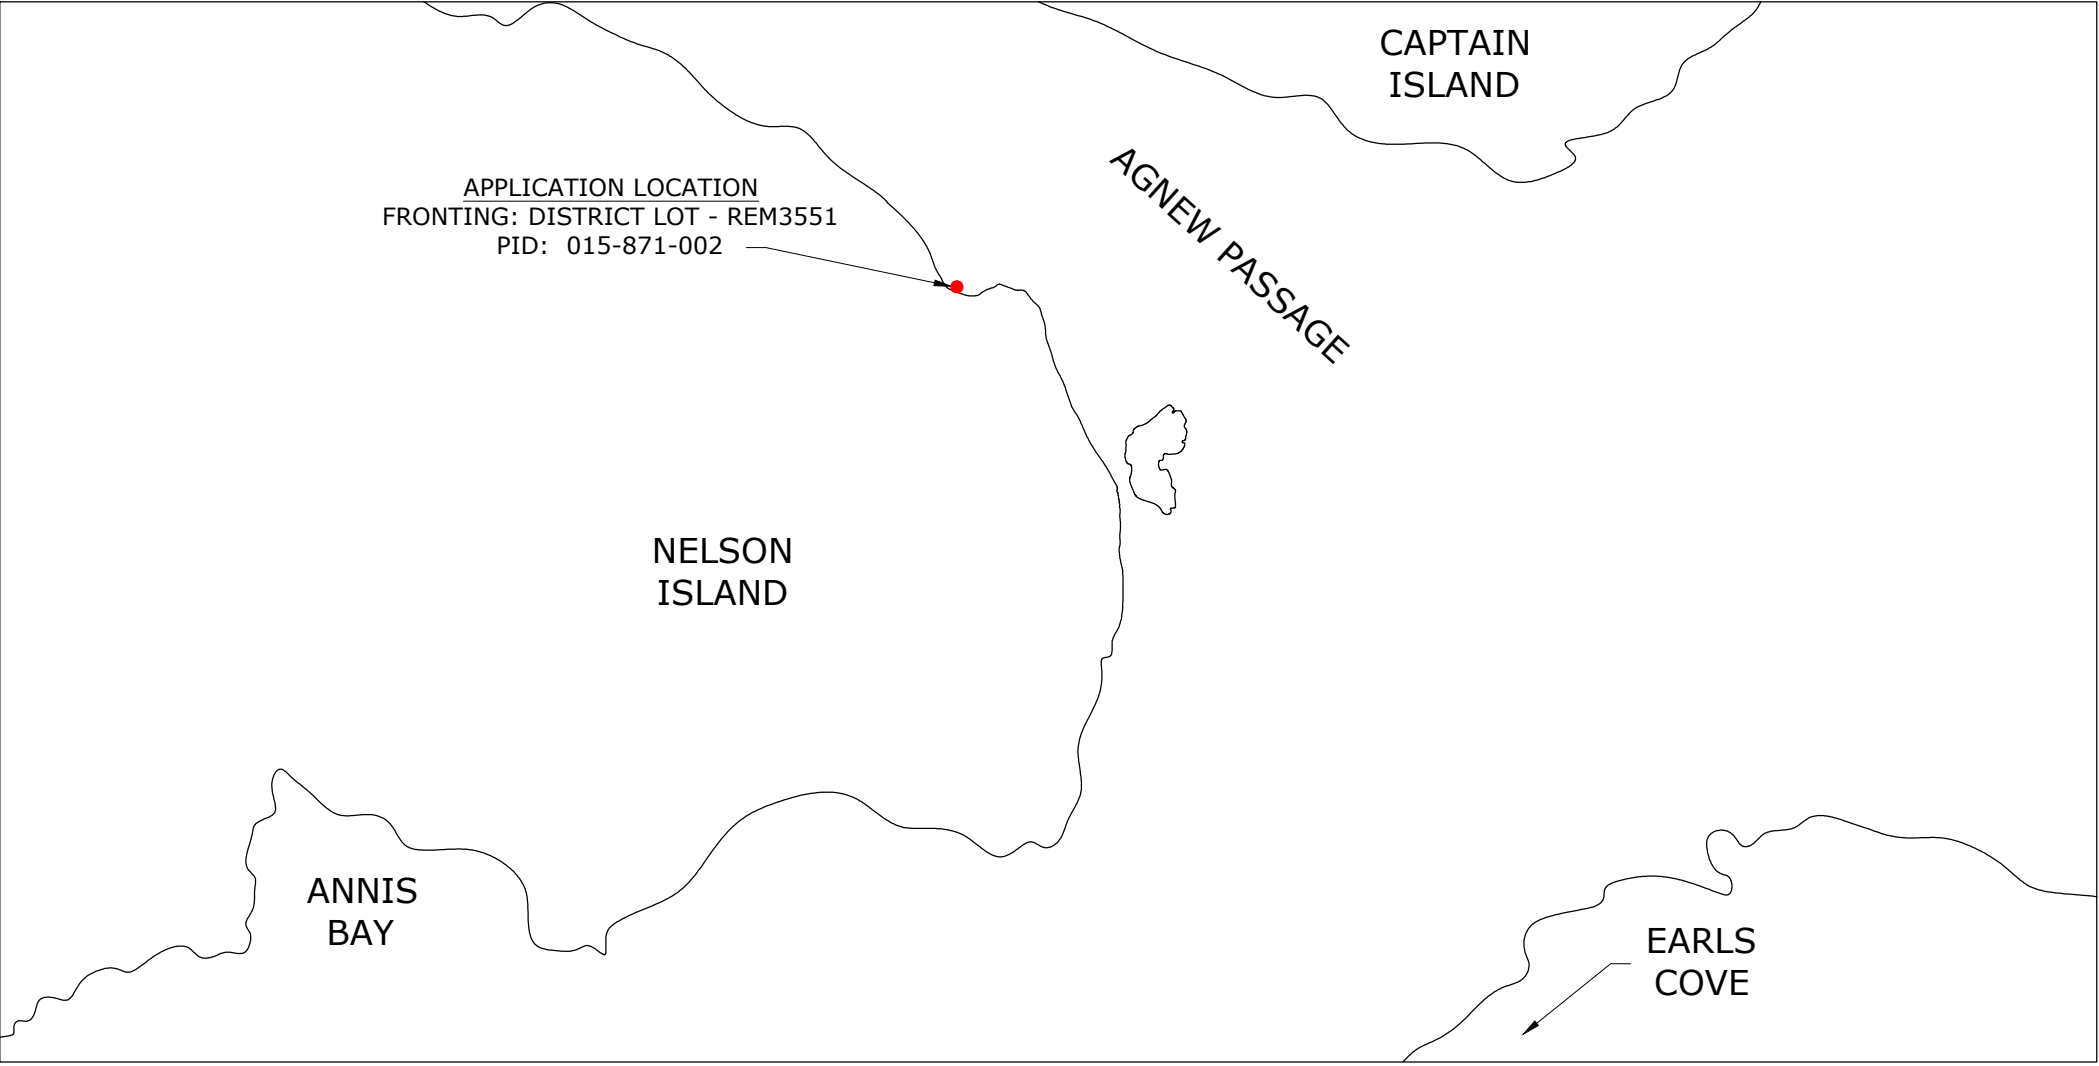 CAPTAIN
ISLAND
AGNEW PASSAGE
APPLICATION LOCATION
FRONTING: DISTRICT LOT - REM3551
PID: 015-871-002
NELSON
ISLAND
ANNIS
BAY
EARLS
COVE